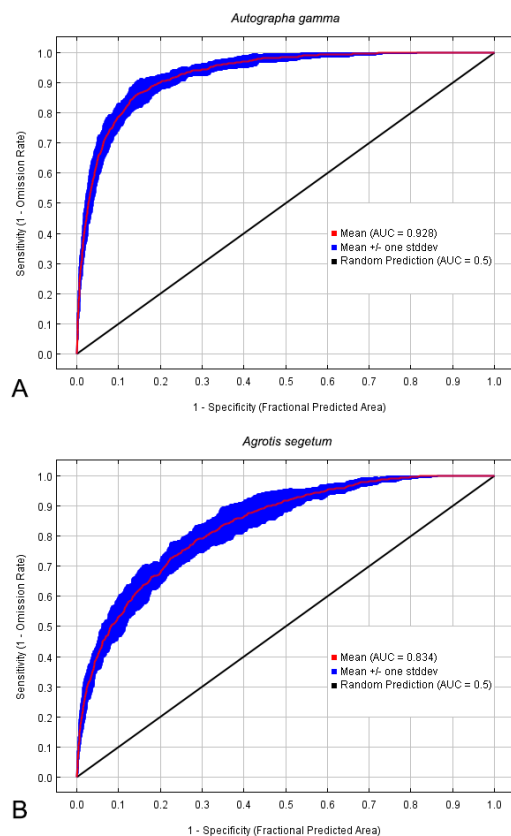 Autographa gamma
Sensitivity (1 - Omission Rate)
1.0
0.9
0.8
0.7
0.6
0.5
0.4
0.3
0.2
0.1
0.0
Mean (AUC = 0.928)
Mean +/- one stddev
Random Prediction (AUC = 0.5)
0.0 0.1 0.2 0.3 0.4 0.5 0.6 0.7 0.8 0.9 1.0
1 - Specificity (Fractional Predicted Area)
A
Agrotis segetum
Sensitivity (1 - Omission Rate)
1.0
0.9
0.8
0.7
0.6
0.5
0.4
0.3
0.2
0.1
0.0
Mean (AUC = 0.834)
Mean +/- one stddev
Random Prediction (AUC = 0.5)
0.0 0.1 0.2 0.3 0.4 0.5 0.6 0.7 0.8 0.9 1.0
1 - Specificity (Fractional Predicted Area)
B